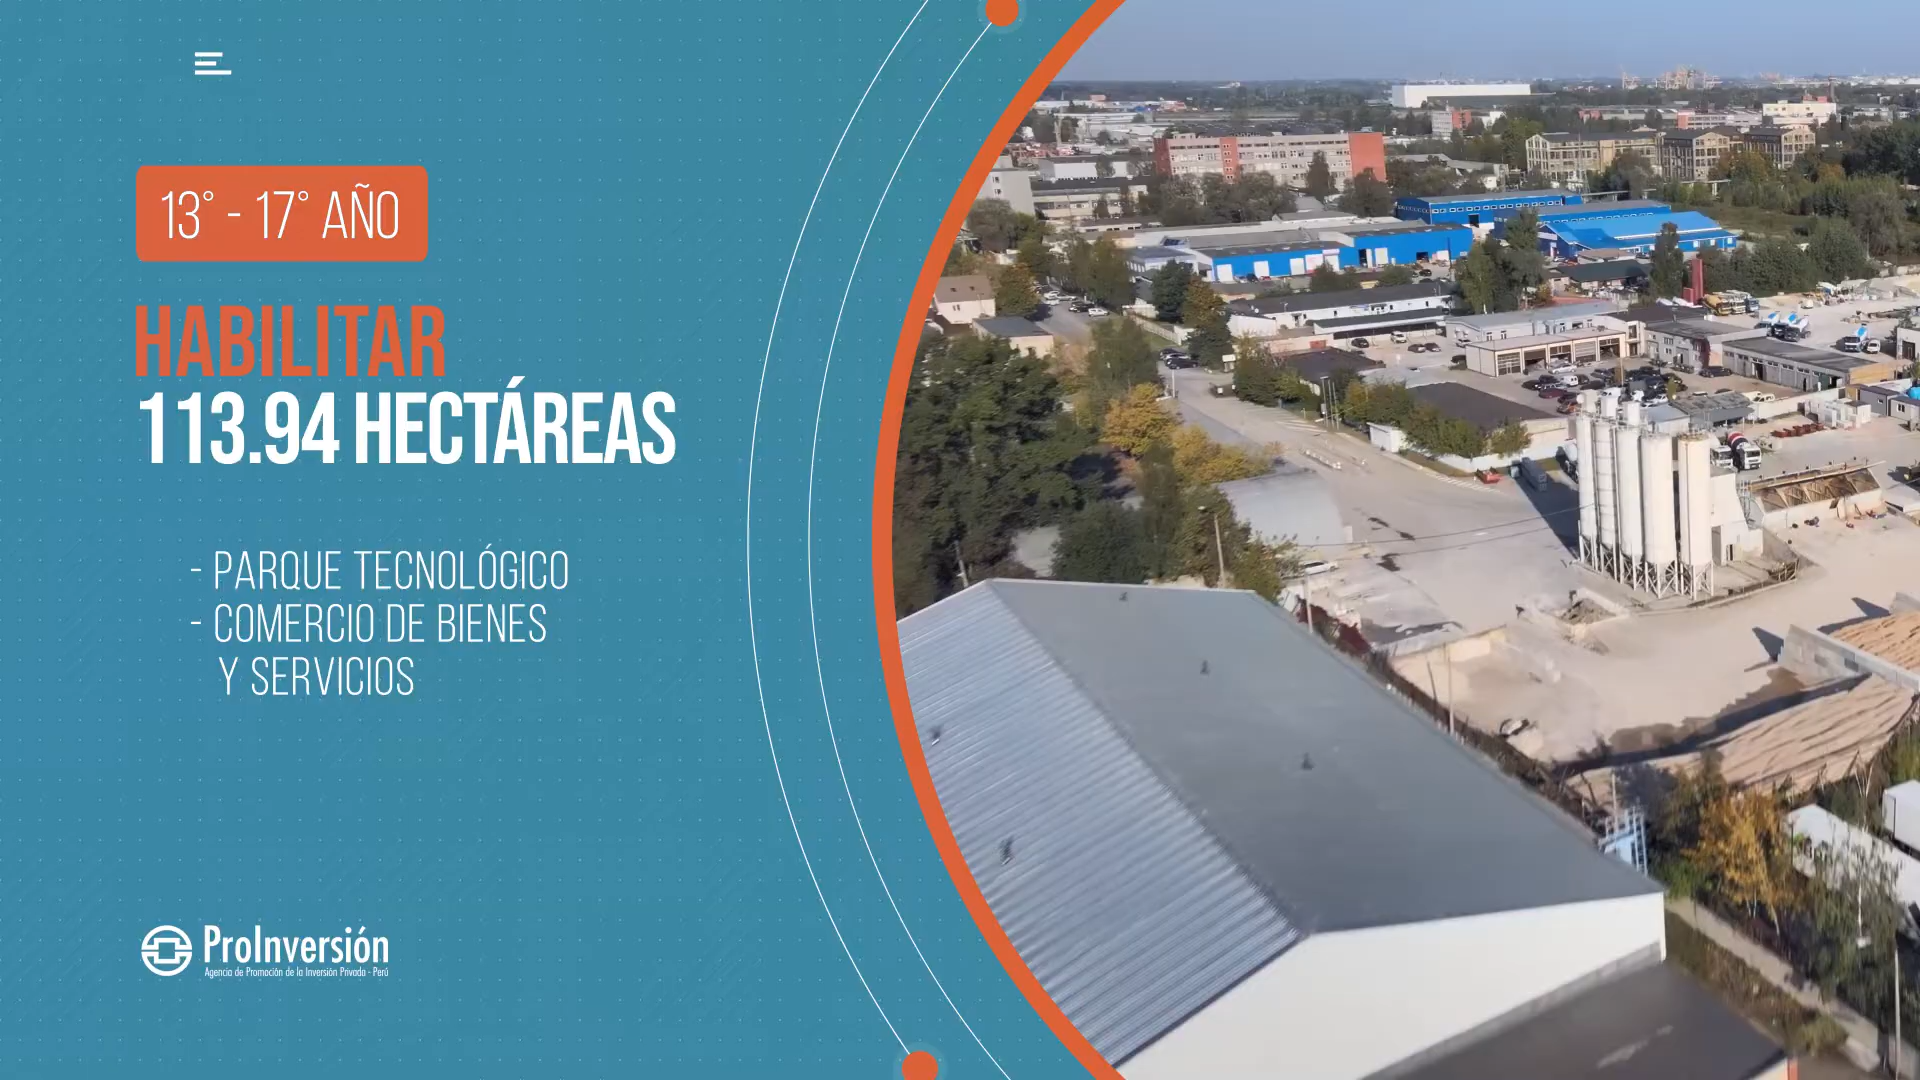 13° - 17° AÑO
HABILITAR
113.94 HECTÁREAS
- PARQUE TECNOLÓGICO
- COMERCIO DE BIENES
Y SERVICIOS
ProInversión
Agencia de Promoción de la Inversión Privada - Perú